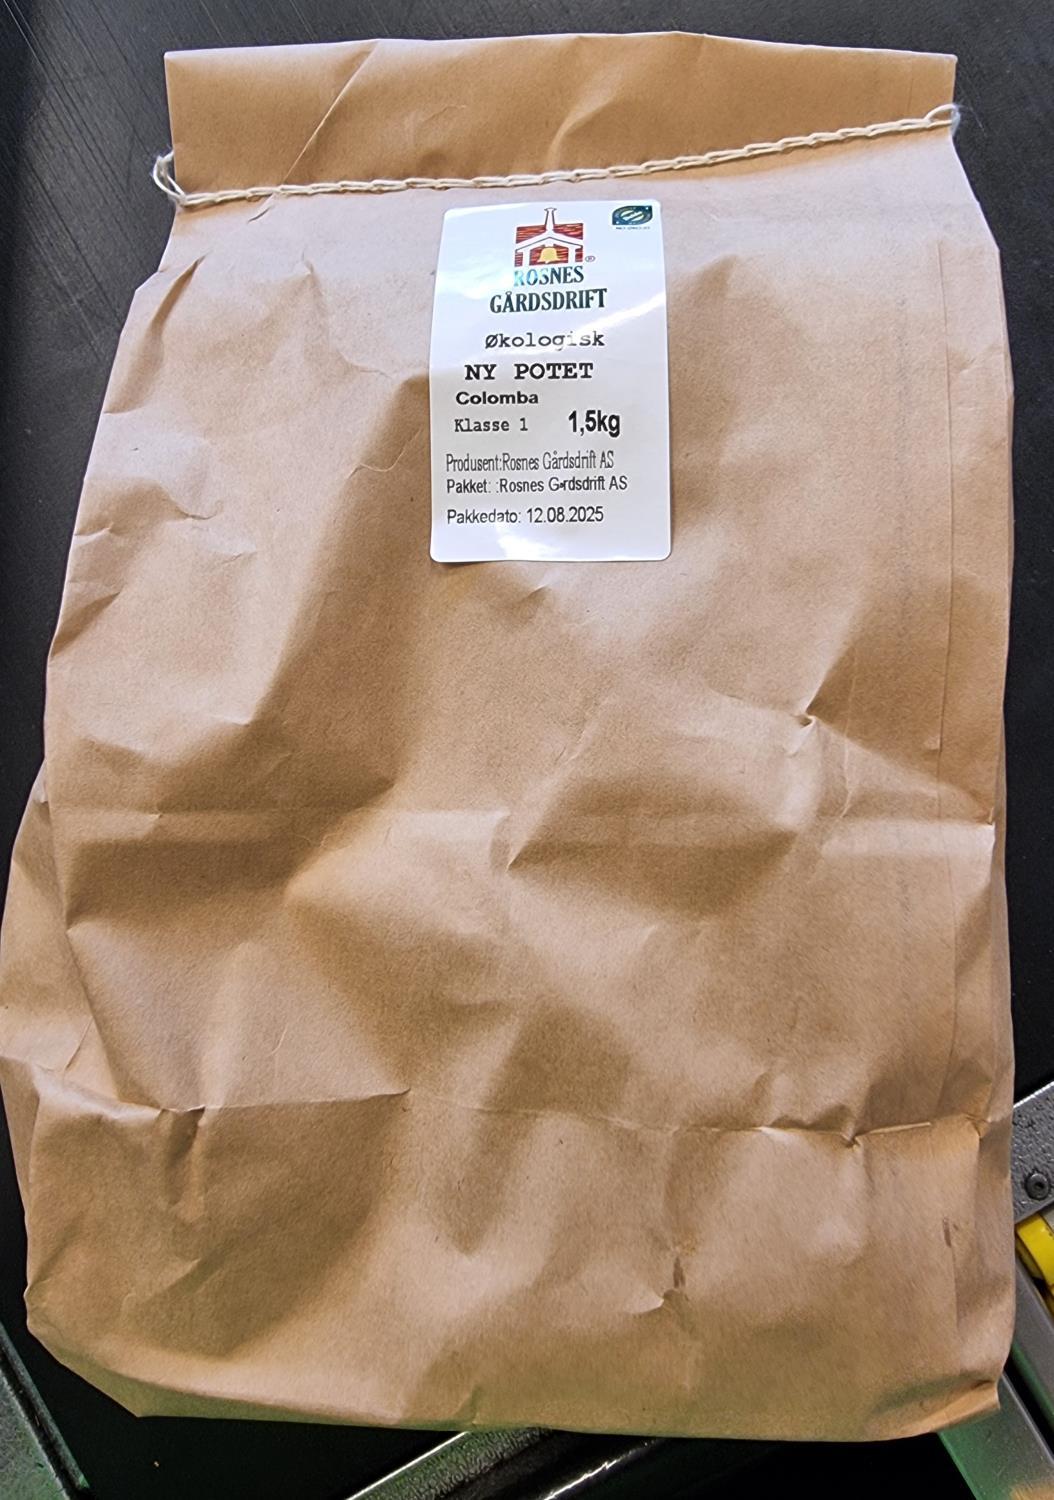 ROSNES
GÅRDSDRIFT
Økologisk
NY POTET
Colomba
Klasse 1 1,5kg
Produsent:Rosnes Gårdsdrift AS
Pakket: :Rosnes Gårdsdrift AS
Pakkedato: 12.08.2025